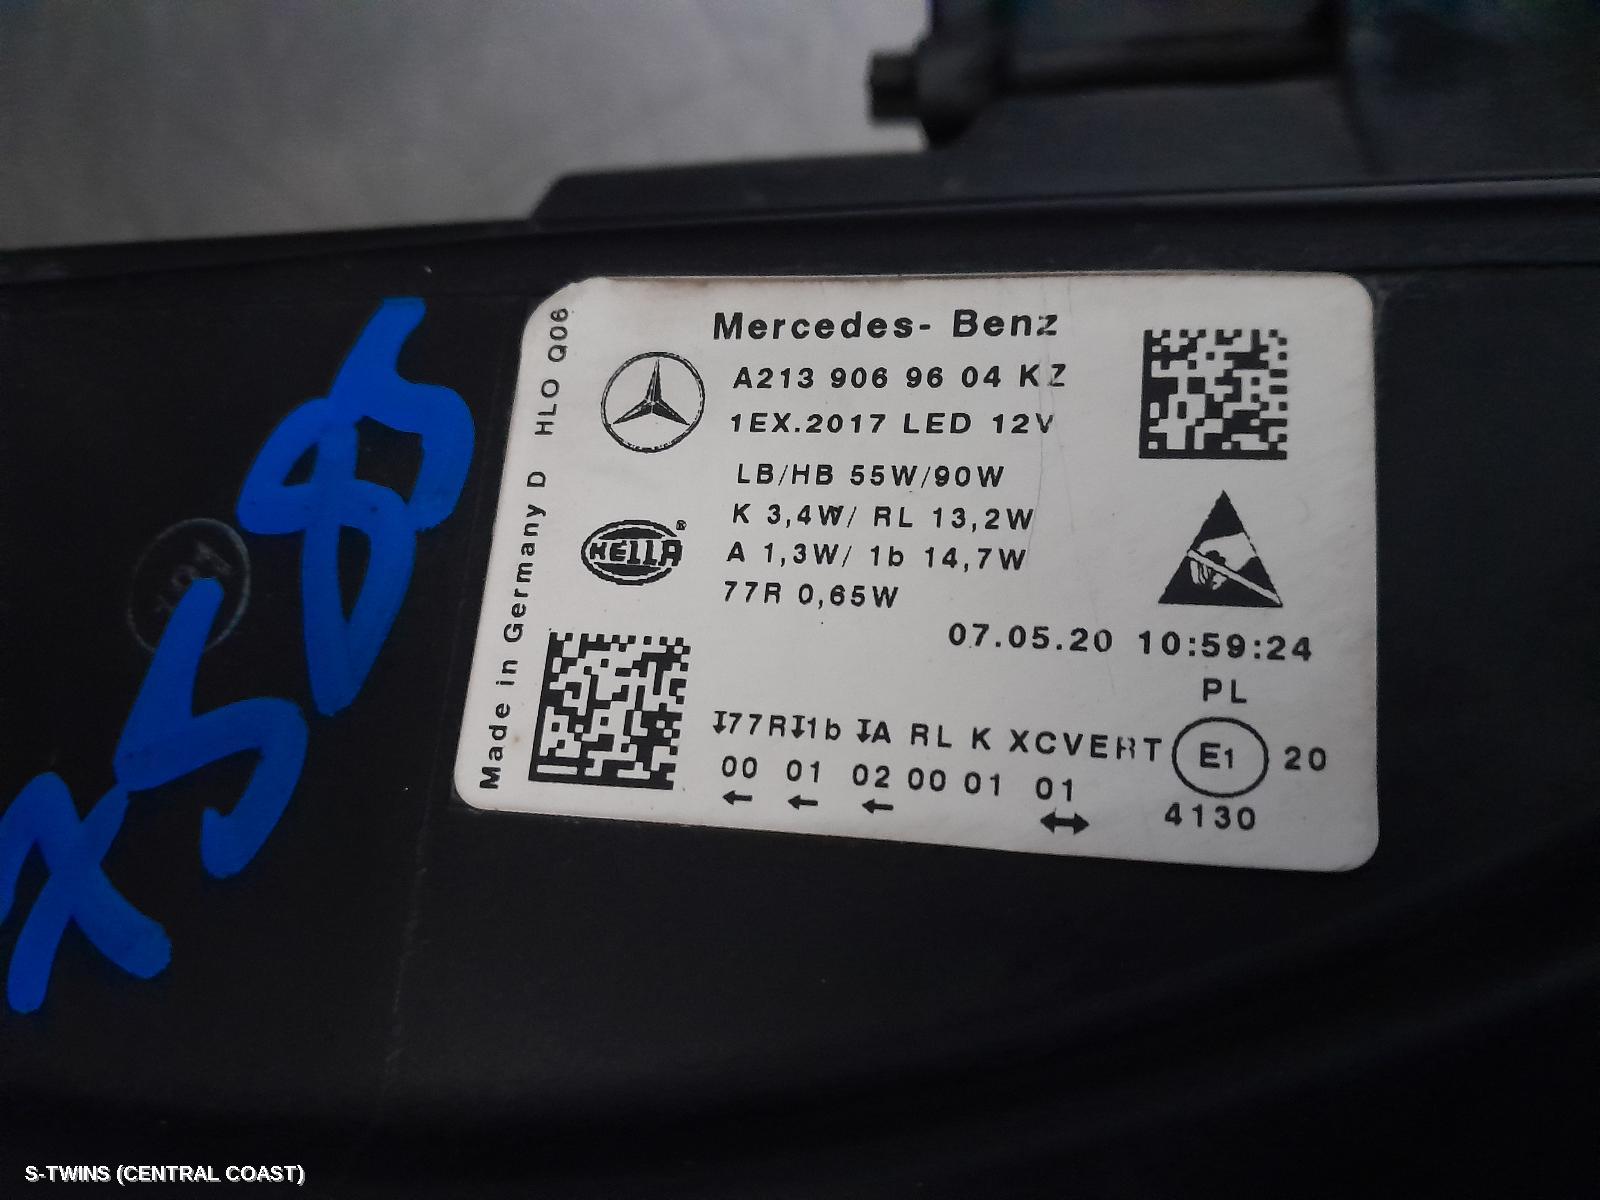 Mercedes- Benz
A213 906 96 04 KZ
1EX.2017 LED 12V
LB/HB 55W/90W
K 3,4W/ RL 13,2W
A 1,3W/ 1b 14,7W
77R 0,65W
07.05.20 10:59:24
PL
77R 1b A RL K XCVEHRT
00 01 02 00 01 01
E1
20
4130
HELLA®
Made in Germany D HLO Q06
7585
S-TWINS (CENTRAL COAST)